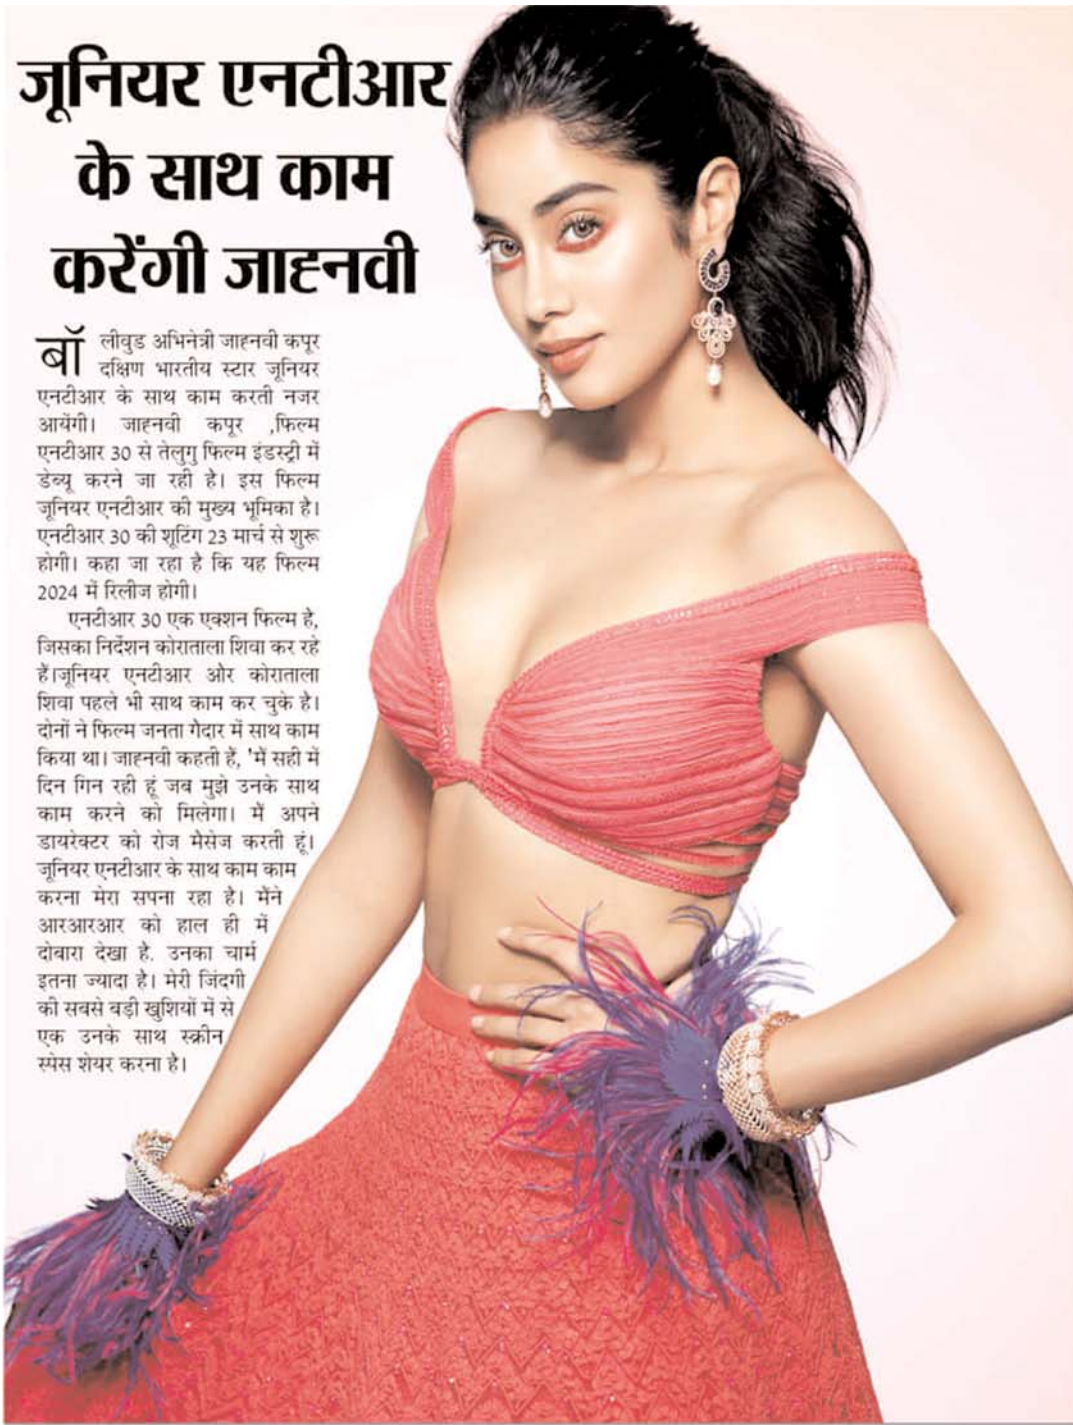 जूनियर एनटीआर
के साथ काम
करेंगी जाह्नवी
बॉलीवुड अभिनेत्री जाह्नवी कपूर
दक्षिण भारतीय स्टार जूनियर
एनटीआर के साथ काम करती नजर
आयेंगी। जाह्नवी कपूर ,फिल्म
एनटीआर 30 से तेलुगु फिल्म इंडस्ट्री में
डेब्यू करने जा रही है। इस फिल्म
जूनियर एनटीआर की मुख्य भूमिका है।
एनटीआर 30 की शूटिंग 23 मार्च से शुरू
होगी। कहा जा रहा है कि यह फिल्म
2024 में रिलीज होगी।
एनटीआर 30 एक एक्शन फिल्म है,
जिसका निर्देशन कोराताला शिवा कर रहे
हैं।जूनियर एनटीआर और कोराताला
शिवा पहले भी साथ काम कर चुके है।
दोनों ने फिल्म जनता गैदार में साथ काम
किया था। जाह्नवी कहती हैं, 'मैं सही में
दिन गिन रही हूं जब मुझे उनके साथ
काम करने को मिलेगा। मैं अपने
डायरेक्टर को रोज मैसेज करती हूं।
जूनियर एनटीआर के साथ काम काम
करना मेरा सपना रहा है। मैंने
आरआरआर को हाल ही में
दोबारा देखा है. उनका चार्म
इतना ज्यादा है। मेरी जिंदगी
की सबसे बड़ी खुशियों में से
एक उनके साथ स्क्रीन
स्पेस शेयर करना है।